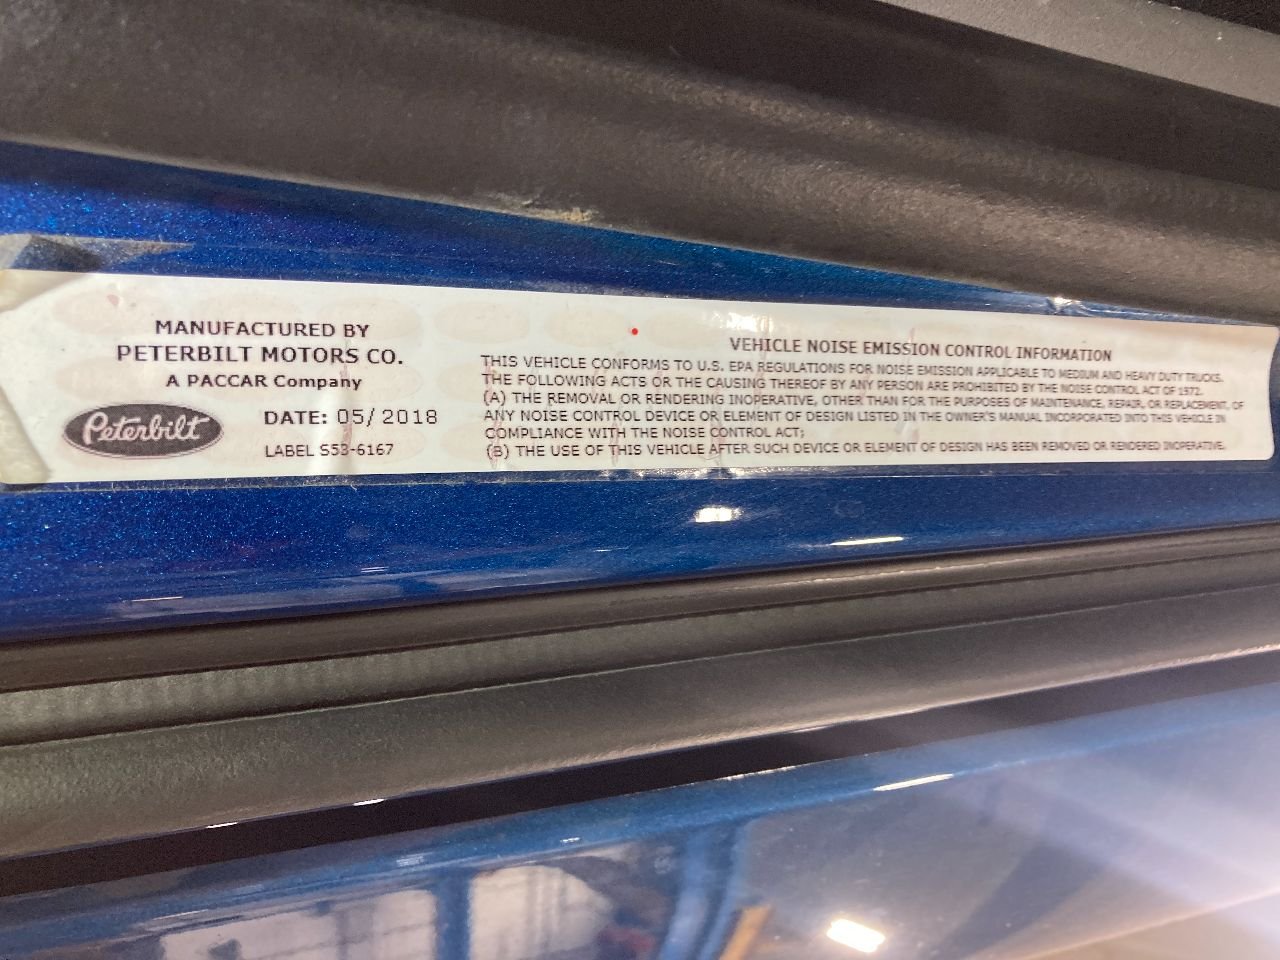 MANUFACTURED BY
PETERBILT MOTORS CO.
A PACCAR Company
Peterbilt
DATE: 05/2018
LABEL S53-6167
VEHICLE NOISE EMISSION CONTROL INFORMATION
THIS VEHICLE CONFORMS TO U.S. EPA REGULATIONS FOR NOISE EMISSION APPLICABLE TO MEDIUM AND HEAVY DUTY TRUCKS.
THE FOLLOWING ACTS OR THE CAUSING THEREOF BY ANY PERSON ARE PROHIBITED BY THE NOISE CONTROL ACT OF 1972.
(A) THE REMOVAL OR RENDERING INOPERATIVE, OTHER THAN FOR THE PURPOSES OF MAINTENANCE, REPAIR, OR REPLACEMENT, OF
ANY NOISE CONTROL DEVICE OR ELEMENT OF DESIGN LISTED IN THE OWNER'S MANUAL INCORPORATED INTO THIS VEHICLE IN
COMPLIANCE WITH THE NOISE CONTROL ACT;
(B) THE USE OF THIS VEHICLE AFTER SUCH DEVICE OR ELEMENT OF DESIGN HAS BEEN REMOVED OR RENDERED INOPERATIVE.